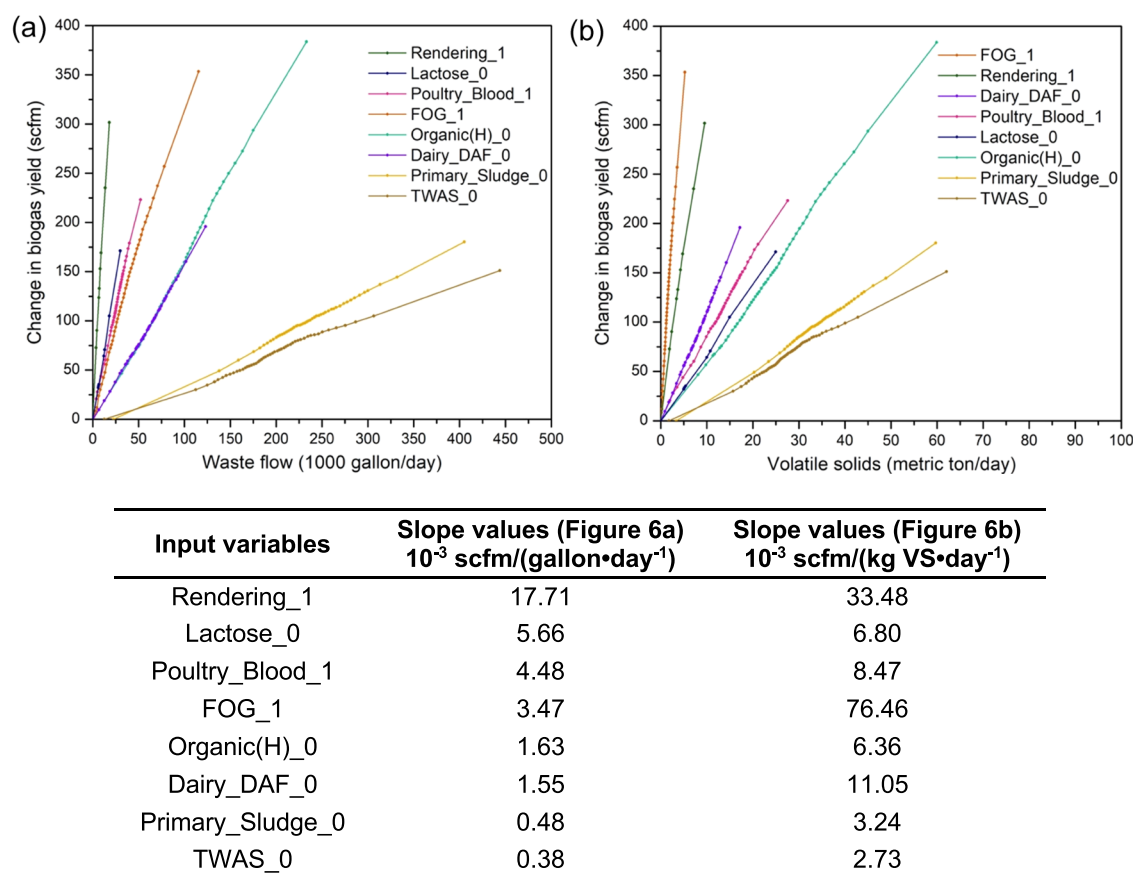 (a)
400
350
300
250
200
150
100
50
0
Change in biogas yield (scfm)
Rendering_1
Lactose_0
Poultry_Blood_1
FOG_1
Organic(H)_0
Dairy_DAF_0
Primary_Sludge_0
TWAS_0
0 50 100 150 200 250 300 350 400 450 500
Waste flow (1000 gallon/day)
(b)
400
350
300
250
200
150
100
50
0
Change in biogas yield (scfm)
FOG_1
Rendering_1
Dairy_DAF_0
Poultry_Blood_1
Lactose_0
Organic(H)_0
Primary_Sludge_0
TWAS_0
0 10 20 30 40 50 60 70 80 90 100
Volatile solids (metric ton/day)
Input variables Slope values (Figure 6a) Slope values (Figure 6b)
10⁻³ scfm/(gallon•day⁻¹) 10⁻³ scfm/(kg VS•day⁻¹)
Rendering_1 17.71 33.48
Lactose_0 5.66 6.80
Poultry_Blood_1 4.48 8.47
FOG_1 3.47 76.46
Organic(H)_0 1.63 6.36
Dairy_DAF_0 1.55 11.05
Primary_Sludge_0 0.48 3.24
TWAS_0 0.38 2.73